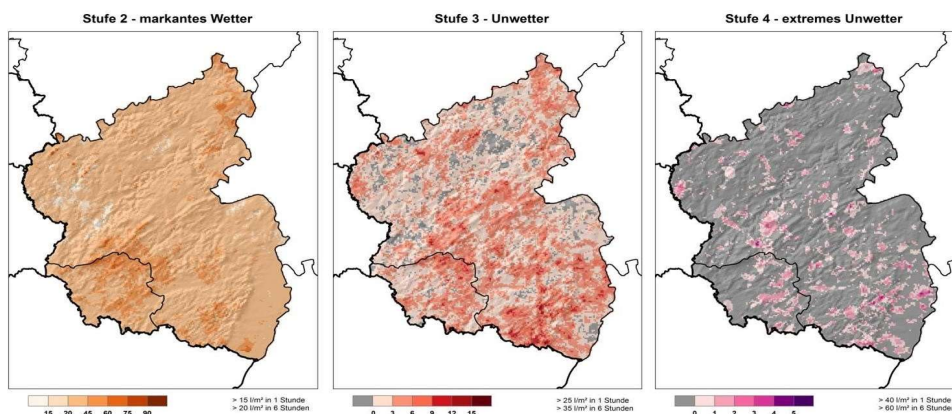 Stufe 2 - markantes Wetter
Stufe 3 - Unwetter
Stufe 4 - extremes Unwetter
15 20 45 60 75 90
> 15 l/m² in 1 Stunde
> 20 l/m² in 6 Stunden
0 3 6 9 12 15
> 25 l/m² in 1 Stunde
> 35 l/m² in 6 Stunden
0 1 2 3 4 5
> 40 l/m² in 1 Stunde
> 60 l/m² in 6 Stunden